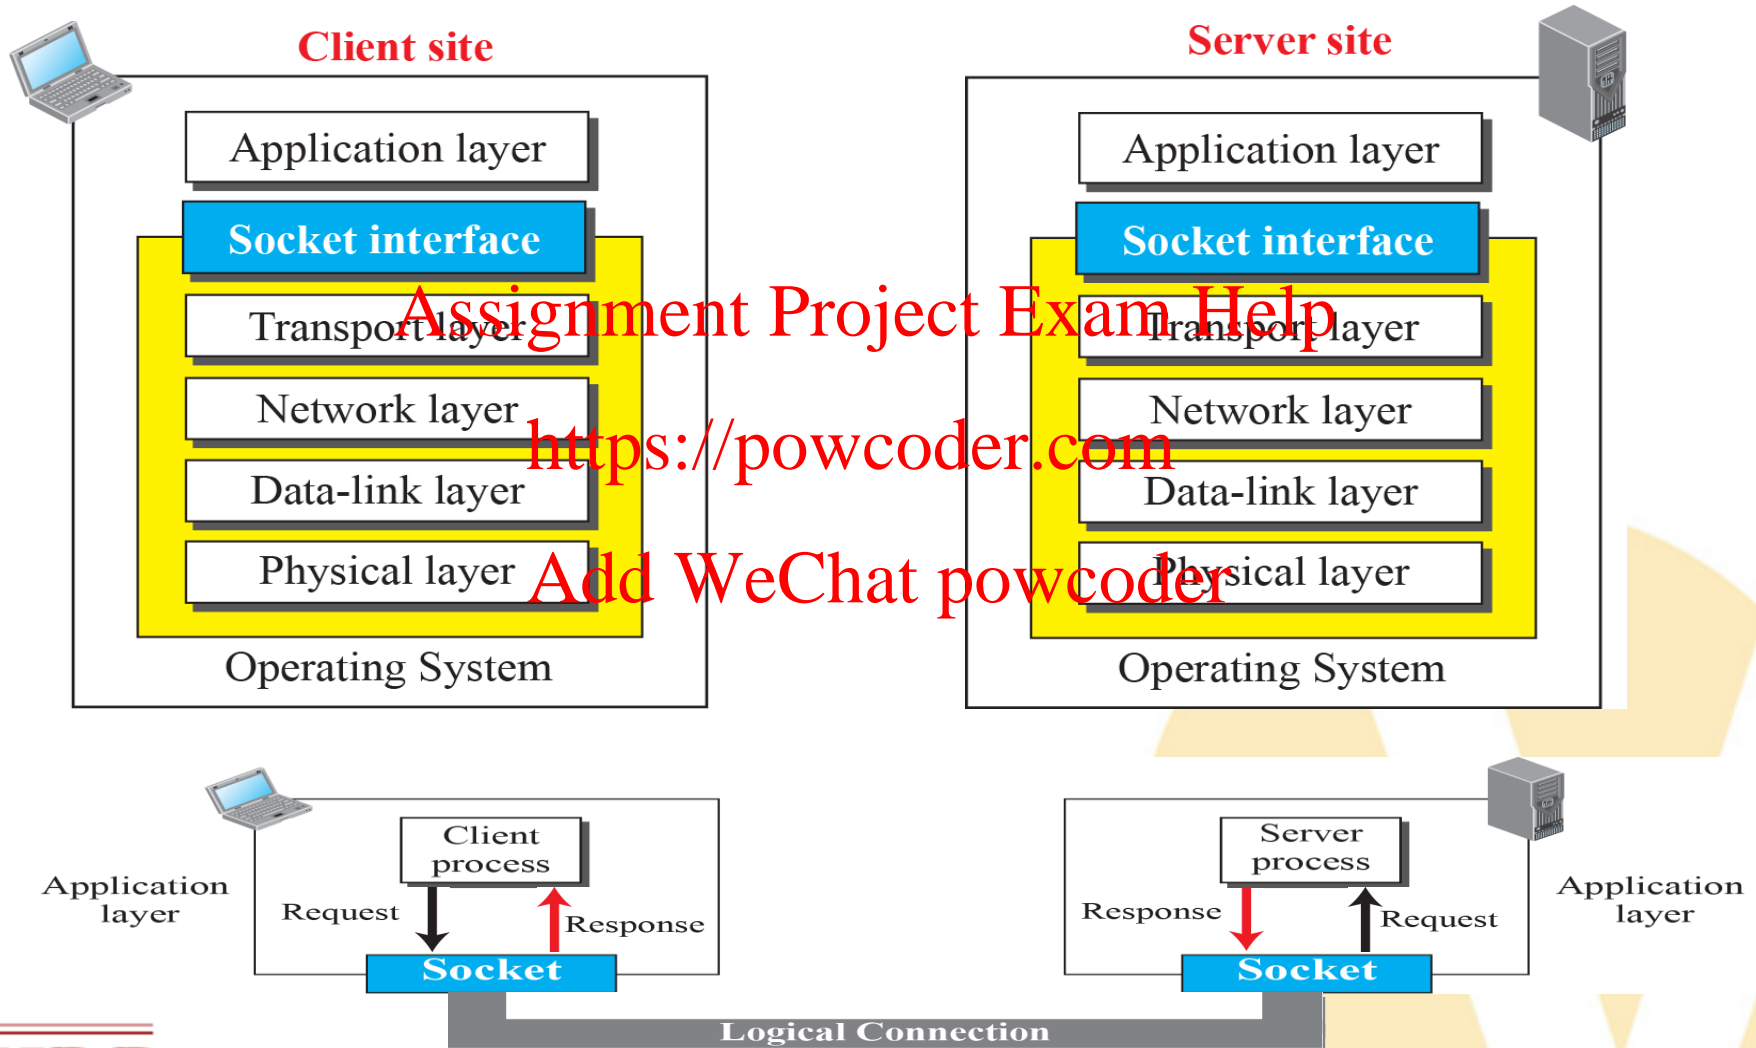 Client site
Server site
Application layer
Application layer
Socket interface
Socket interface
Assignment Project Exam Help
Transport layer
Transport layer
Network layer
Network layer
https://powcoder.com
Data-link layer
Data-link layer
Add WeChat powcoder
Physical layer
Physical layer
Operating System
Operating System
Client
process
Server
process
Application
layer
Request
Response
Response
Request
Application
layer
Socket
Socket
Logical Connection